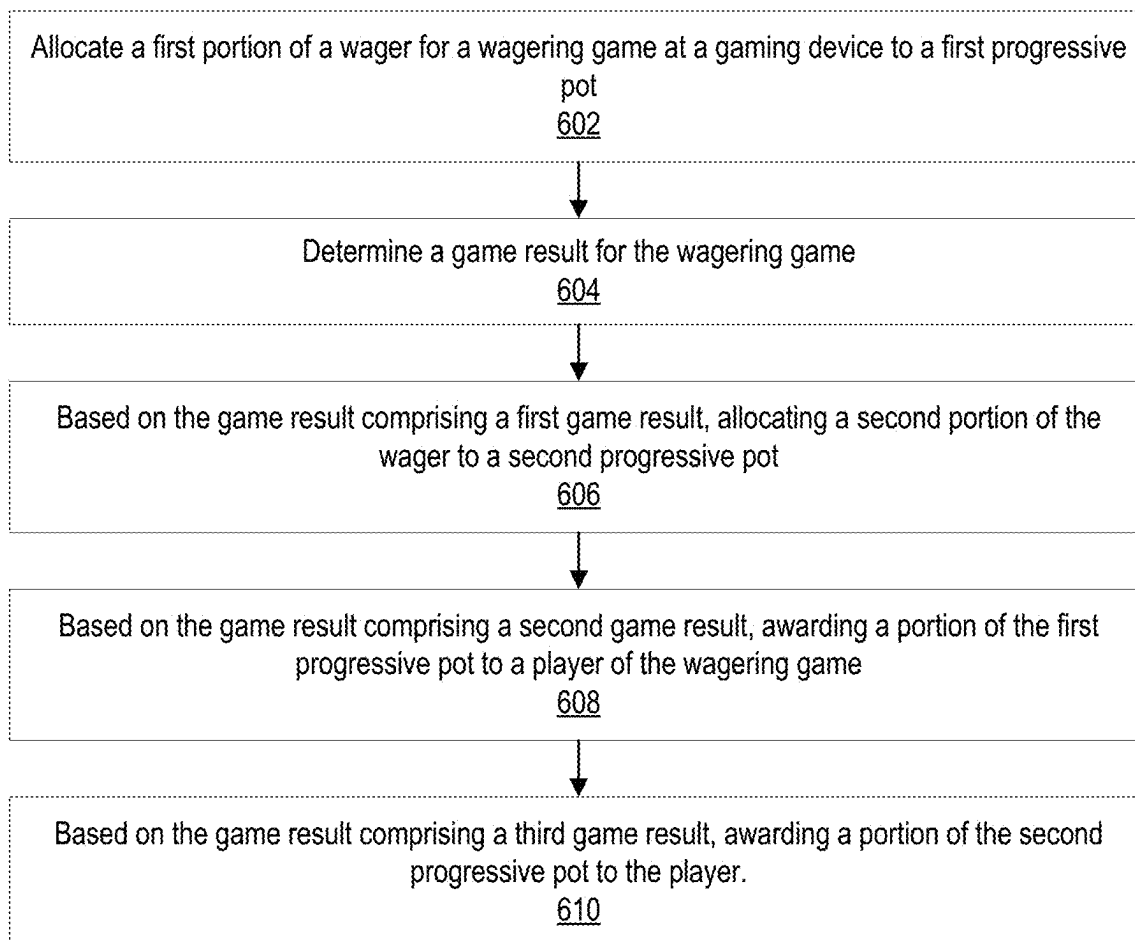 Allocate a first portion of a wager for a wagering game at a gaming device to a first progressive
pot
602
Determine a game result for the wagering game
604
Based on the game result comprising a first game result, allocating a second portion of the
wager to a second progressive pot
606
Based on the game result comprising a second game result, awarding a portion of the first
progressive pot to a player of the wagering game
608
Based on the game result comprising a third game result, awarding a portion of the second
progressive pot to the player.
610